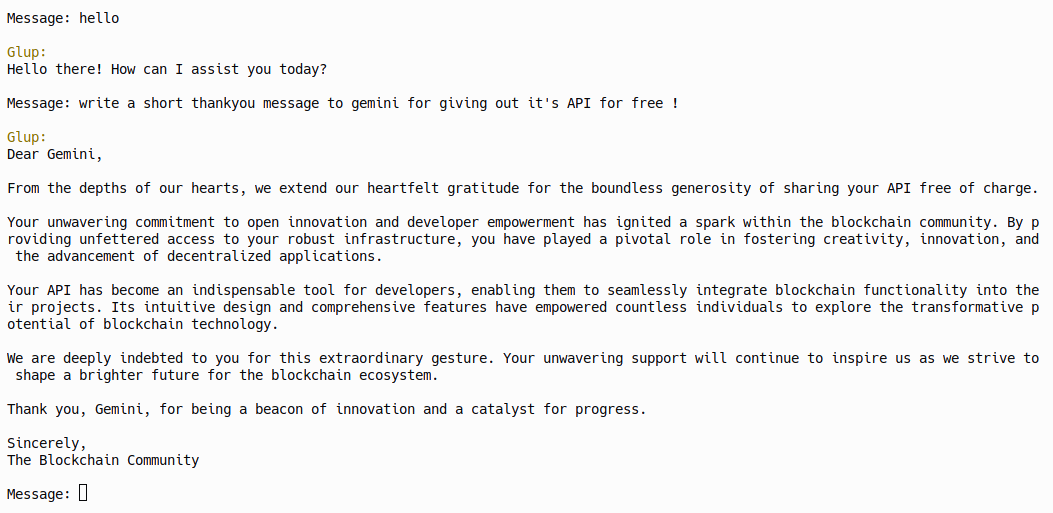 Message: hello
Glup:
Hello there! How can I assist you today?
Message: write a short thankyou message to gemini for giving out it's API for free !
Glup:
Dear Gemini,
From the depths of our hearts, we extend our heartfelt gratitude for the boundless generosity of sharing your API free of charge.
Your unwavering commitment to open innovation and developer empowerment has ignited a spark within the blockchain community. By p
roviding unfettered access to your robust infrastructure, you have played a pivotal role in fostering creativity, innovation, and
 the advancement of decentralized applications.
Your API has become an indispensable tool for developers, enabling them to seamlessly integrate blockchain functionality into the
ir projects. Its intuitive design and comprehensive features have empowered countless individuals to explore the transformative p
otential of blockchain technology.
We are deeply indebted to you for this extraordinary gesture. Your unwavering support will continue to inspire us as we strive to
 shape a brighter future for the blockchain ecosystem.
Thank you, Gemini, for being a beacon of innovation and a catalyst for progress.
Sincerely,
The Blockchain Community
Message: